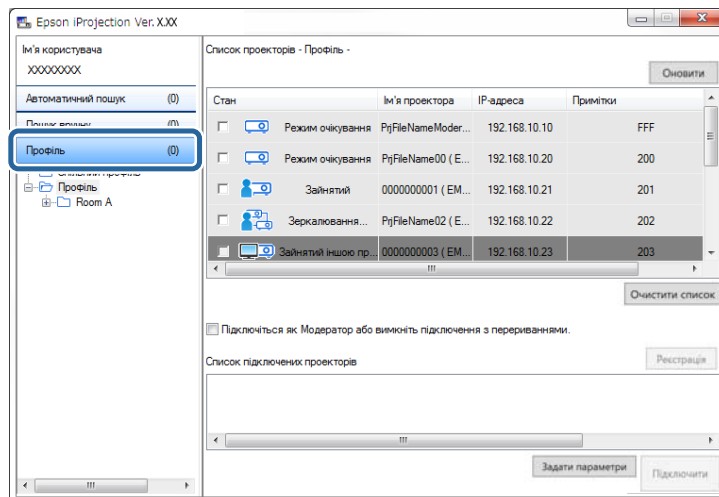 Epson iProjection Ver. X.XX
Ім'я користувача
XXXXXXXX
Автоматичний пошук (0)
Пошук вручну (0)
Профіль (0)
Спільний профіль
Профіль
Room A
Список проекторів - Профіль -
Оновити
Стан Ім'я проектора IP-адреса Примітки
Режим очікування PrjFileNameModer... 192.168.10.10 FFF
Режим очікування PrjFileName00 ( E... 192.168.10.20 200
Зайнятий 0000000001 ( EM... 192.168.10.21 201
Зеркалювання... PrjFileName02 ( E... 192.168.10.22 202
Зайнятий іншою пр... 0000000003 ( EM... 192.168.10.23 203
Очистити список
Підключіться як Модератор або вимкніть підключення з перериваннями.
Список підключених проекторів
Реєстрація
Задати параметри
Підключити